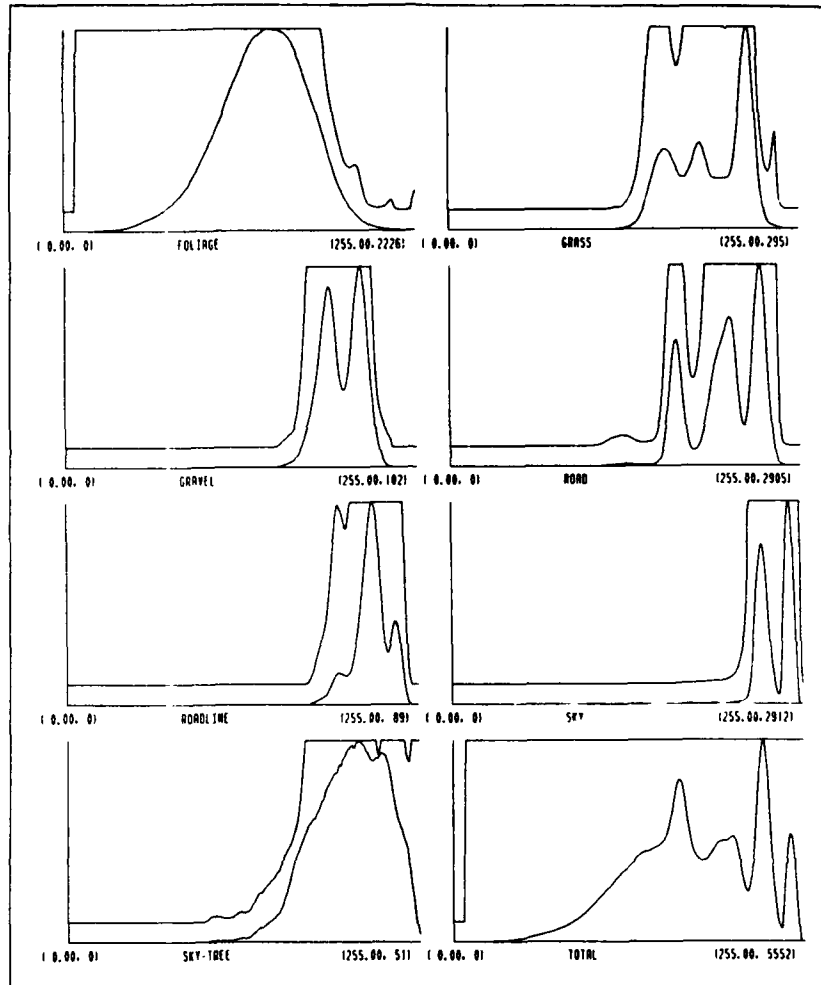 ( 0.00, 0) FOLIAGE (255.00,2226) ( 0.00, 0) GRASS (255.00,295)
( 0.00, 0) GRAVEL (255.00,102) ( 0.00, 0) ROAD (255.00,2905)
( 0.00, 0) ROADLINE (255.00, 89) ( 0.00, 0) SKY (255.00,2912)
( 0.00, 0) SKY-TREE (255.00, 51) ( 0.00, 0) TOTAL (255.00, 5552)